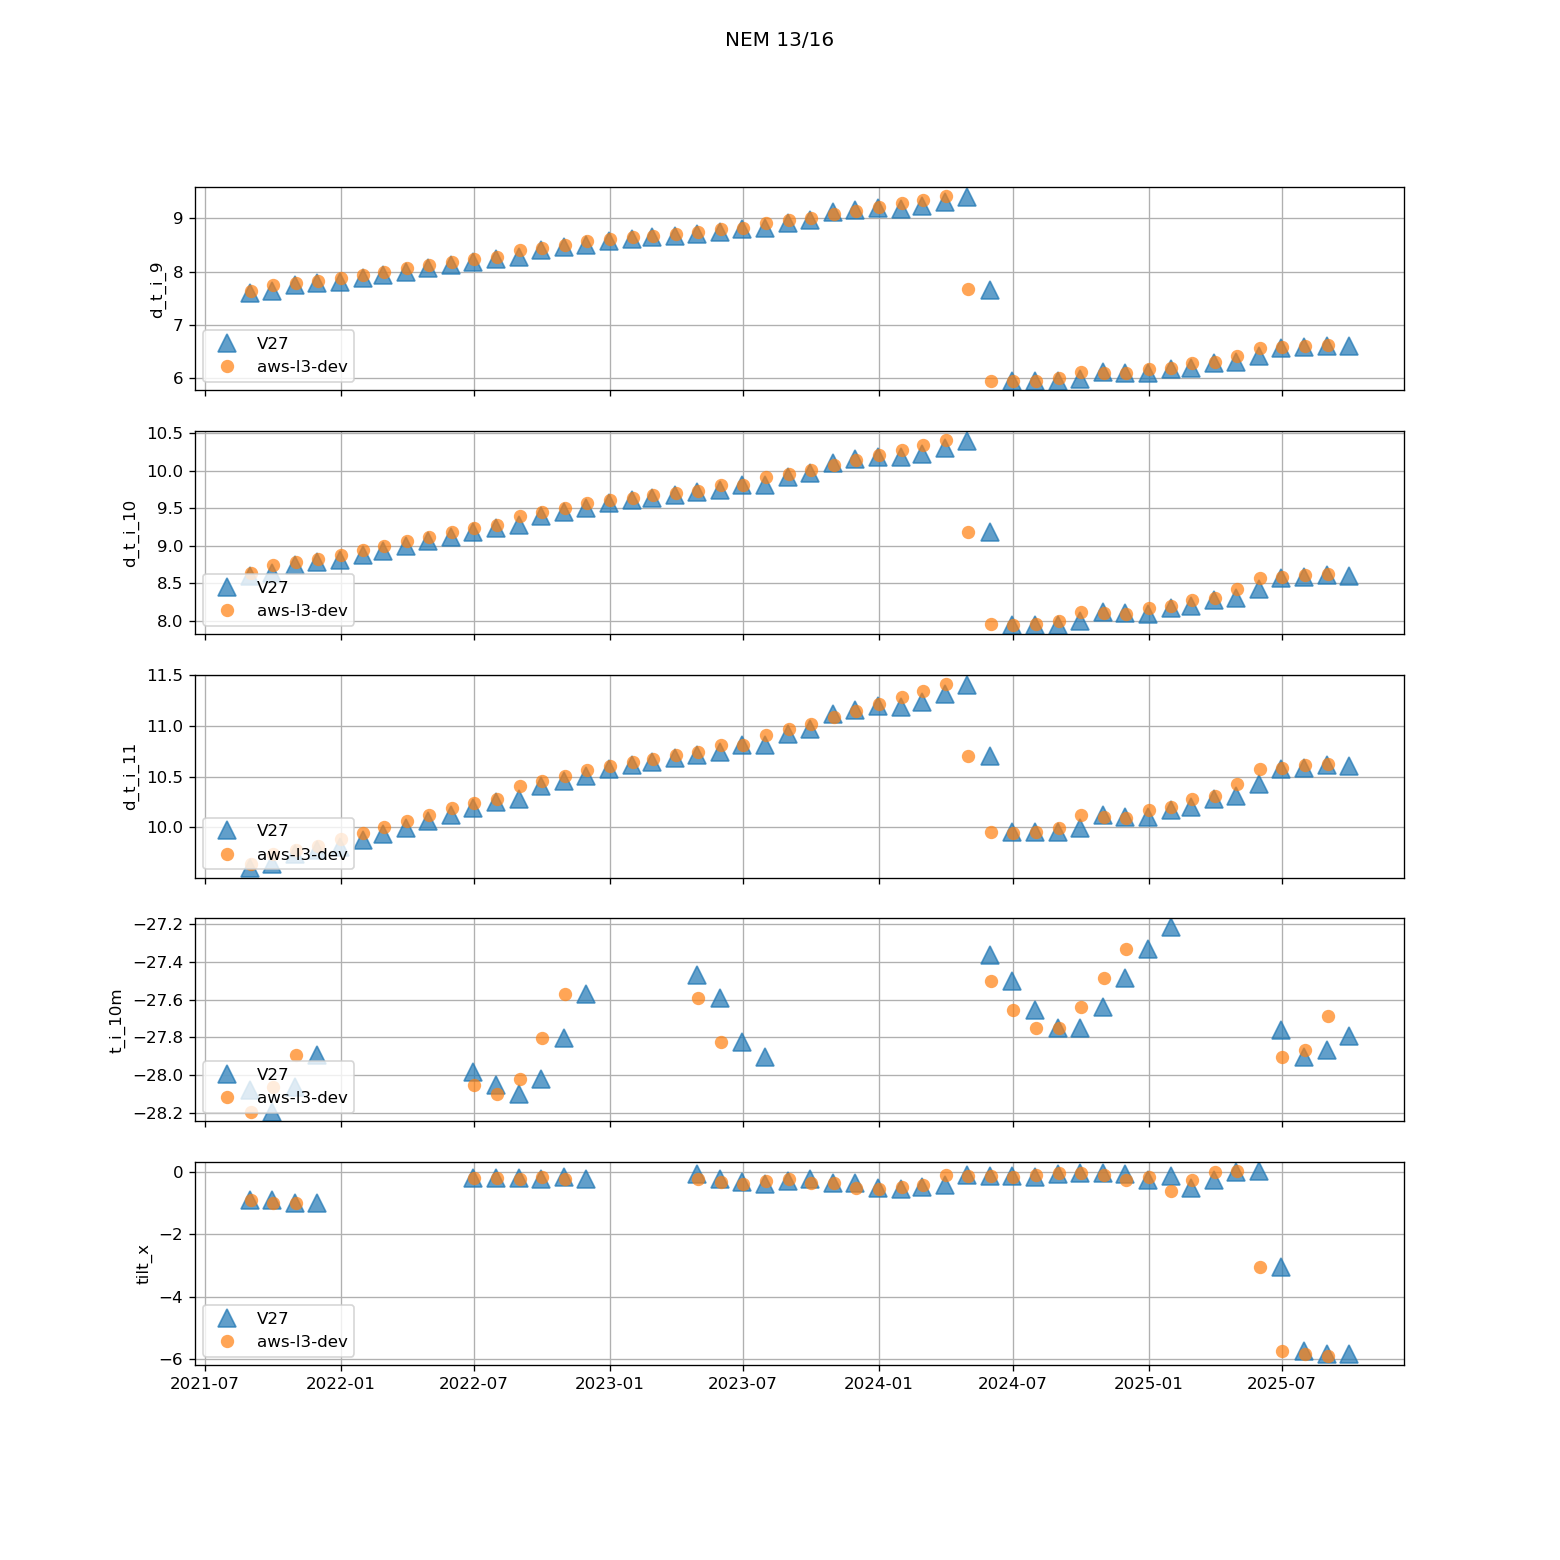 NEM 13/16
9
8
7
6
d_t_i_9
V27
aws-l3-dev
10.5
10.0
9.5
9.0
8.5
8.0
d_t_i_10
V27
aws-l3-dev
11.5
11.0
10.5
10.0
d_t_i_11
V27
aws-l3-dev
−27.2
−27.4
−27.6
−27.8
−28.0
−28.2
t_i_10m
V27
aws-l3-dev
0
−2
−4
−6
tilt_x
V27
aws-l3-dev
2021-07 2022-01 2022-07 2023-01 2023-07 2024-01 2024-07 2025-01 2025-07